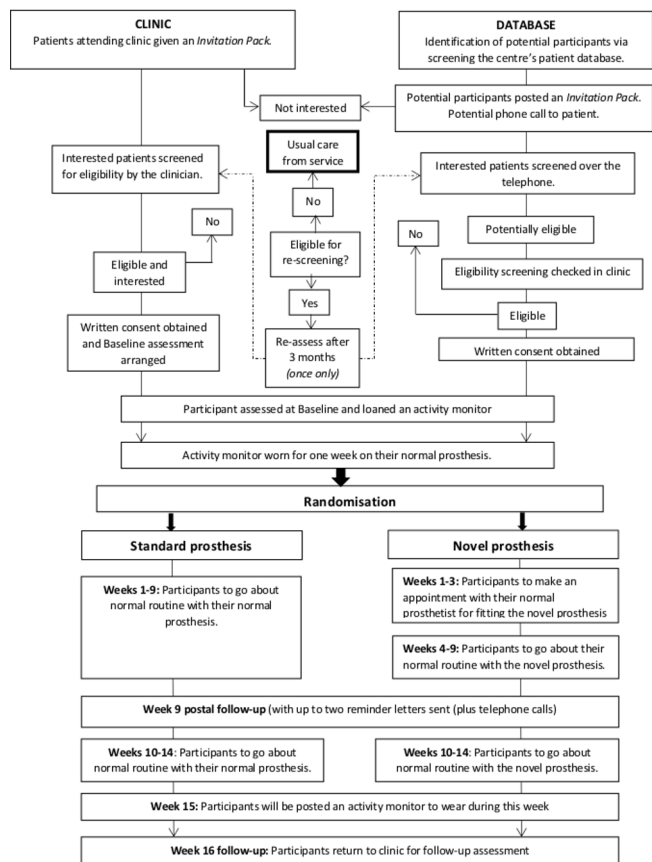 CLINIC
Patients attending clinic given an Invitation Pack.
DATABASE
Identification of potential participants via
screening the centre's patient database.
Not interested
Potential participants posted an Invitation Pack.
Potential phone call to patient.
Usual care
from service
Interested patients screened
for eligibility by the clinician.
Interested patients screened over the
telephone.
No
No
No
Potentially eligible
Eligible for
re-screening?
Eligible and
interested
Eligibility screening checked in clinic
Yes
Eligible
Written consent obtained
and Baseline assessment
arranged
Re-assess after
3 months
(once only)
Written consent obtained
Participant assessed at Baseline and loaned an activity monitor
Activity monitor worn for one week on their normal prosthesis.
Randomisation
Standard prosthesis
Novel prosthesis
Weeks 1-9: Participants to go about
normal routine with their normal
prosthesis.
Weeks 1-3: Participants to make an
appointment with their normal
prosthetist for fitting the novel prosthesis
Weeks 4-9: Participants to go about their
normal routine with the novel prosthesis.
Week 9 postal follow-up (with up to two reminder letters sent (plus telephone calls)
Weeks 10-14: Participants to go about
normal routine with their normal prosthesis.
Weeks 10-14: Participants to go about
normal routine with the novel prosthesis.
Week 15: Participants will be posted an activity monitor to wear during this week
Week 16 follow-up: Participants return to clinic for follow-up assessment